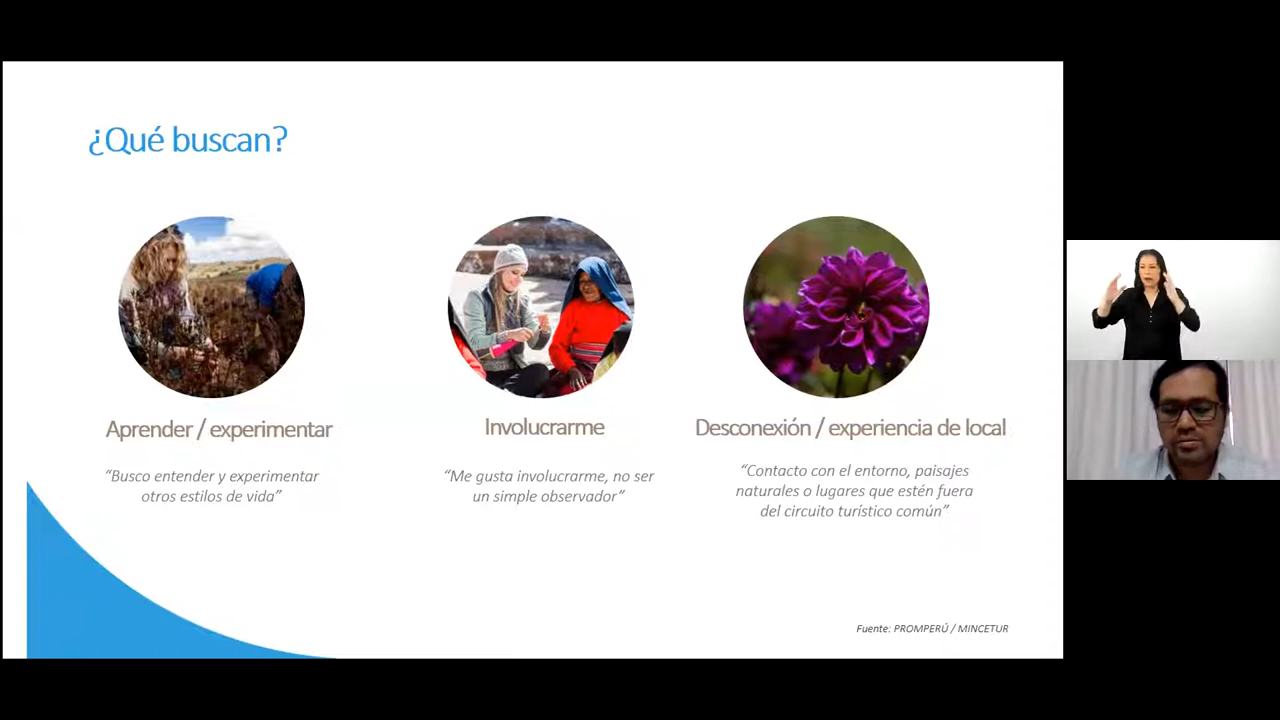 ¿Qué buscan?
Aprender / experimentar
“Busco entender y experimentar
otros estilos de vida”
Involucrarme
“Me gusta involucrarme, no ser
un simple observador”
Desconexión / experiencia de local
“Contacto con el entorno, paisajes
naturales o lugares que estén fuera
del circuito turístico común”
Fuente: PROMPERÚ / MINCETUR